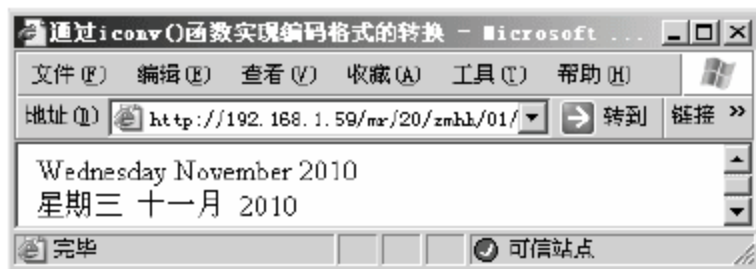 通过iconv()函数实现编码格式的转换 - Microsoft ...
文件(F) 编辑(E) 查看(V) 收藏(A) 工具(T) 帮助(H)
地址(D) http://192.168.1.59/mr/20/zmhh/01/ 转到 链接 »
Wednesday November 2010
星期三 十一月 2010
完毕 可信站点